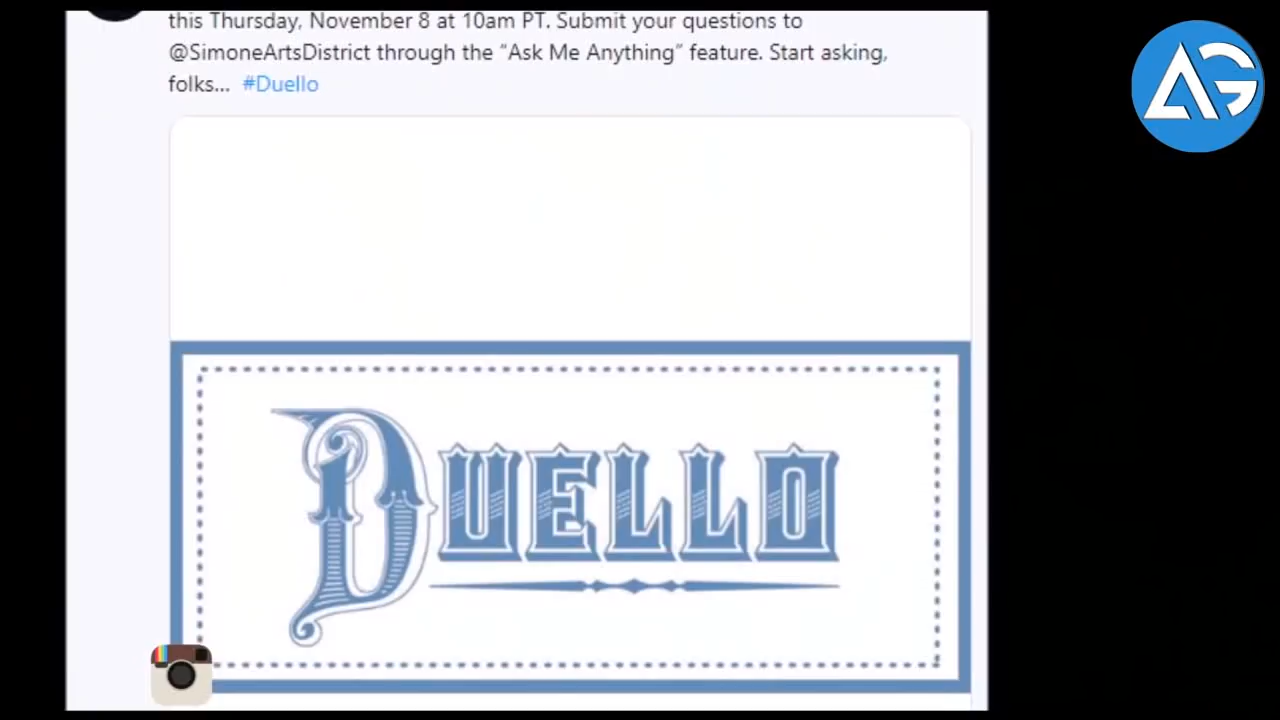 this Thursday, November 8 at 10am PT. Submit your questions to
@SimoneArtsDistrict through the “Ask Me Anything” feature. Start asking,
folks... #Duello
DUELLO
AG